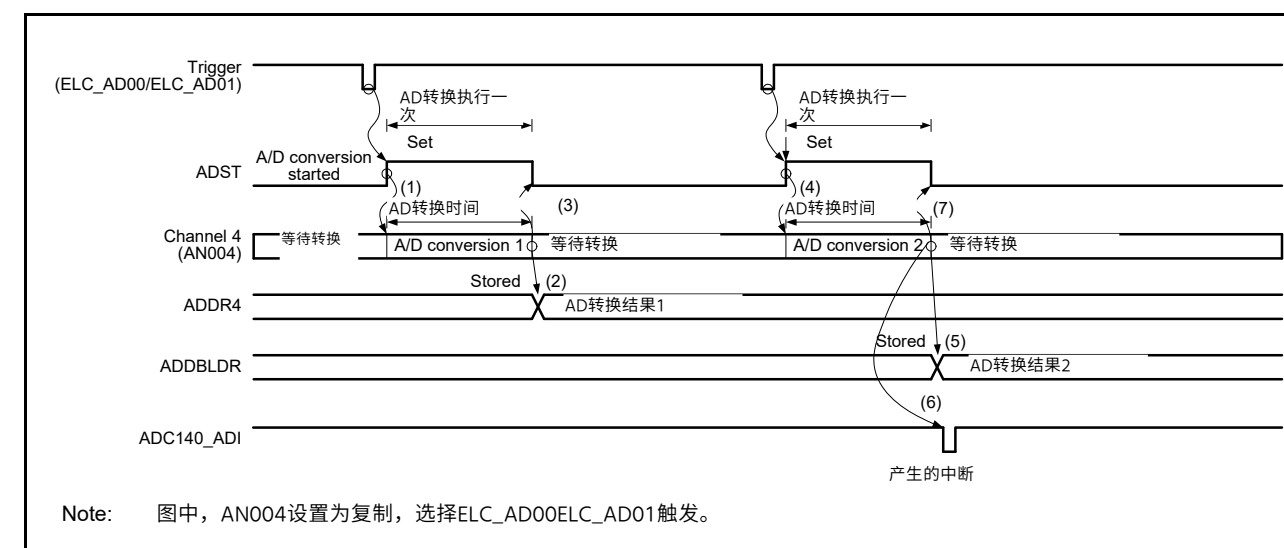 Trigger
(ELC_AD00/ELC_AD01)
AD转换执行一
次
AD转换执行一
次
Set
Set
ADST
A/D conversion
started
(1)
(3)
(4)
(7)
AD转换时间
AD转换时间
Channel 4
(AN004)
等待转换
A/D conversion 1
等待转换
A/D conversion 2
等待转换
Stored
(2)
ADDR4
AD转换结果1
Stored
(5)
ADDBLDR
AD转换结果2
(6)
ADC140_ADI
产生的中断
Note: 图中，AN004设置为复制，选择ELC_AD00ELC_AD01触发。